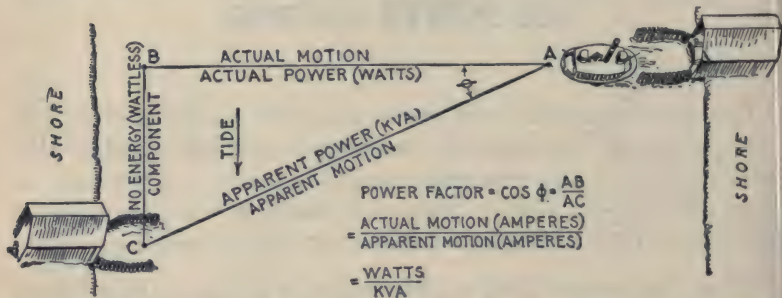 B
ACTUAL MOTION
ACTUAL POWER (WATTS)
A
ϕ
SHORE
NO ENERGY (WATTLESS)
COMPONENT
TIDE
APPARENT POWER (KVA)
APPARENT MOTION
C
SHORE
POWER FACTOR = COS ϕ = AB
AC
= ACTUAL MOTION (AMPERES)
APPARENT MOTION (AMPERES)
= WATTS
KVA